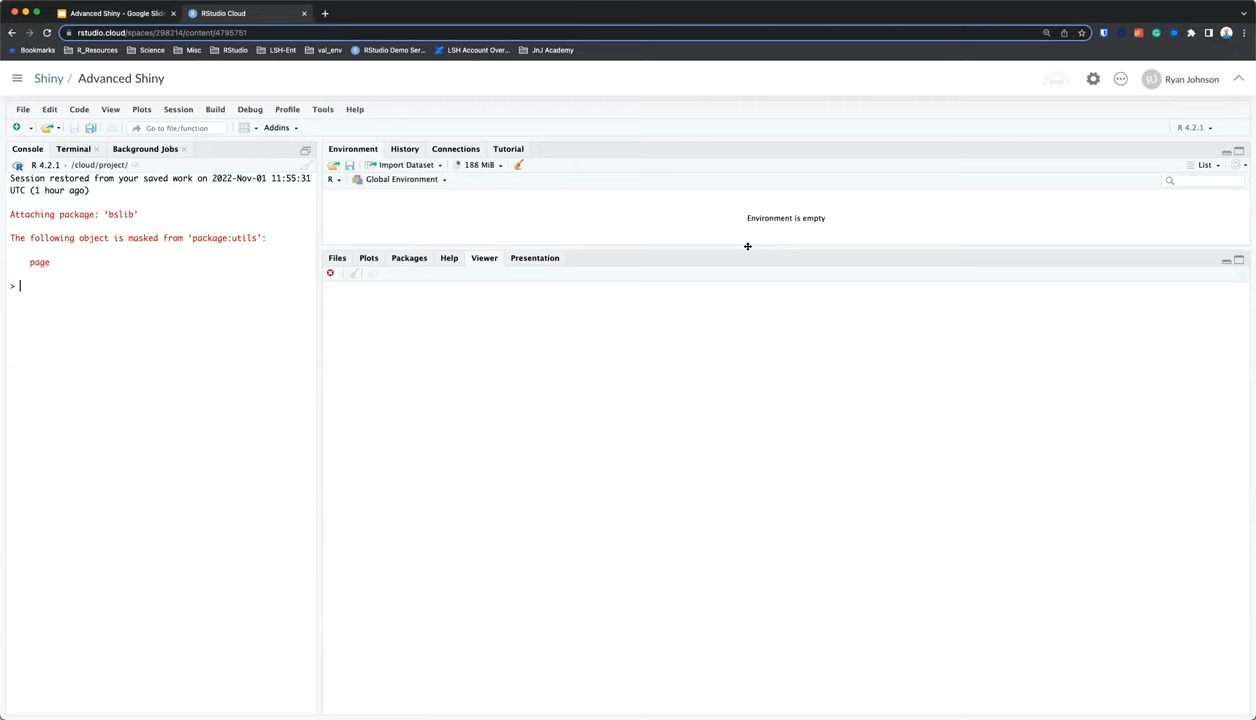 Advanced Shiny - Google Slid
RStudio Cloud
rstudio.cloud/spaces/298214/content/4795751
Bookmarks
R_Resources
Science
Misc
RStudio
LSH-Ent
val_env
RStudio Demo Ser...
LSH Account Over...
JnJ Academy
Shiny / Advanced Shiny
RAM
RJ
Ryan Johnson
File Edit Code View Plots Session Build Debug Profile Tools Help
Go to file/function
Addins
R 4.2.1
Console
Terminal
Background Jobs
R 4.2.1 · /cloud/project/
Session restored from your saved work on 2022-Nov-01 11:55:31
UTC (1 hour ago)
Attaching package: ‘bslib’
The following object is masked from ‘package:utils’:
page
>
Environment History Connections Tutorial
Import Dataset
188 MiB
List
R
Global Environment
Environment is empty
Files Plots Packages Help Viewer Presentation